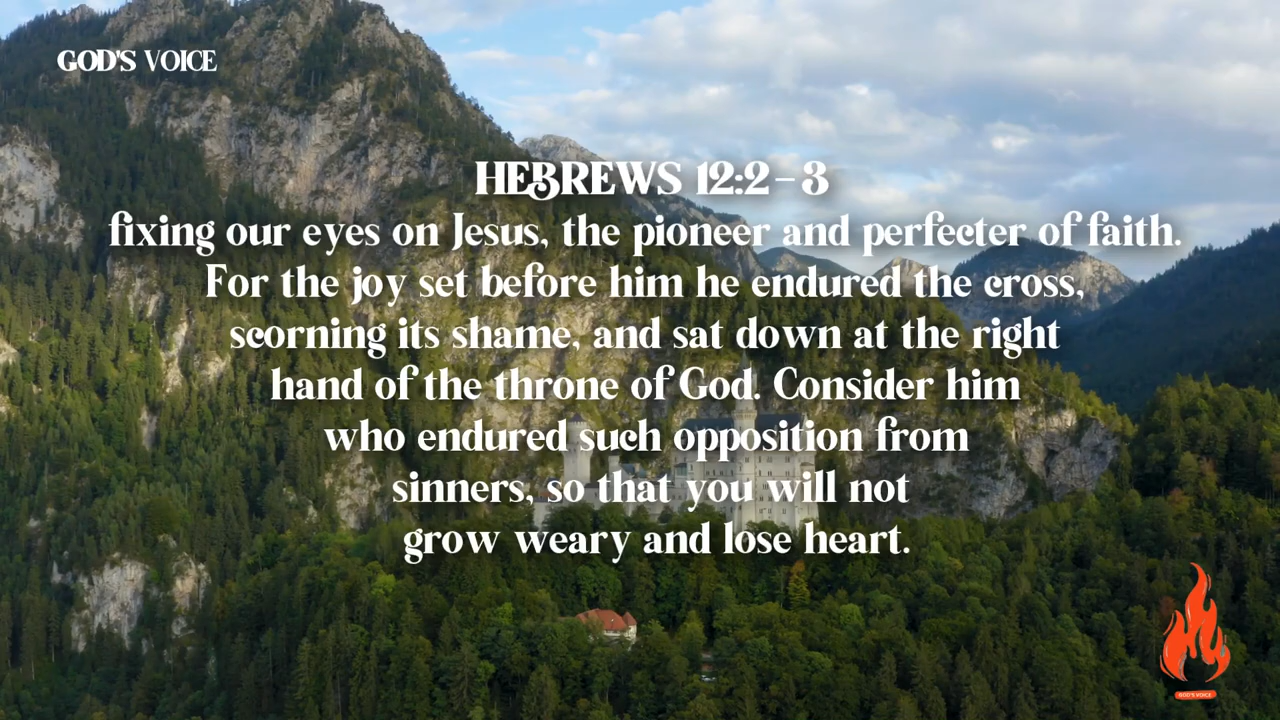 GOD'S VOICE
HEBREWS 12:2-3
fixing our eyes on Jesus, the pioneer and perfecter of faith.
For the joy set before him he endured the cross,
scorning its shame, and sat down at the right
hand of the throne of God. Consider him
who endured such opposition from
sinners, so that you will not
grow weary and lose heart.
GOD'S VOICE